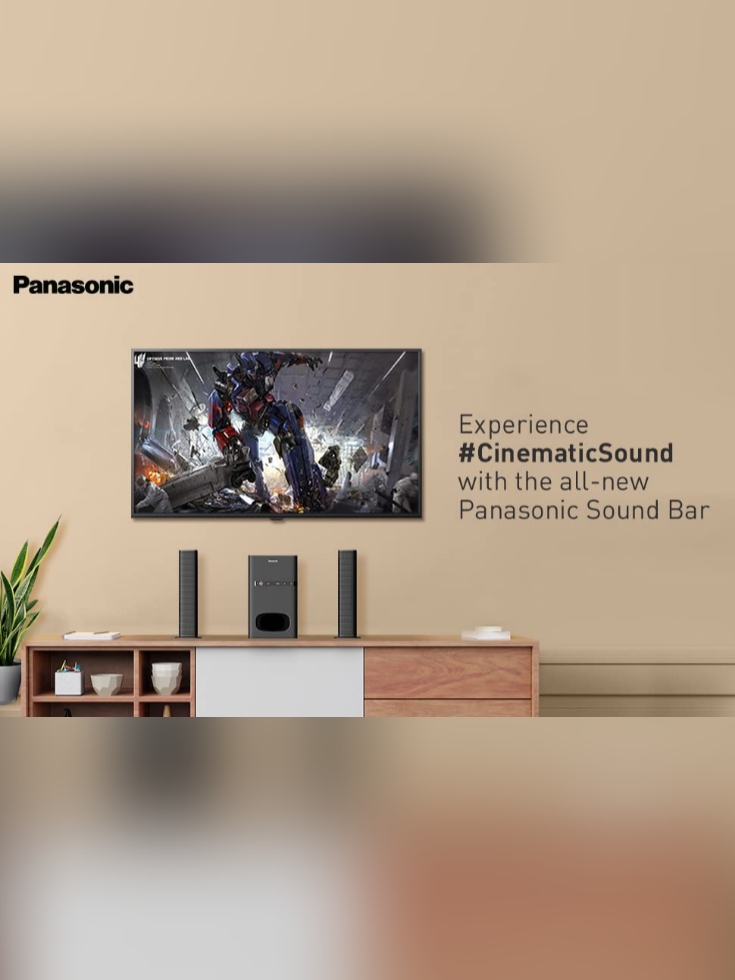 Panasonic
Experience
#CinematicSound
with the all-new
Panasonic Sound Bar